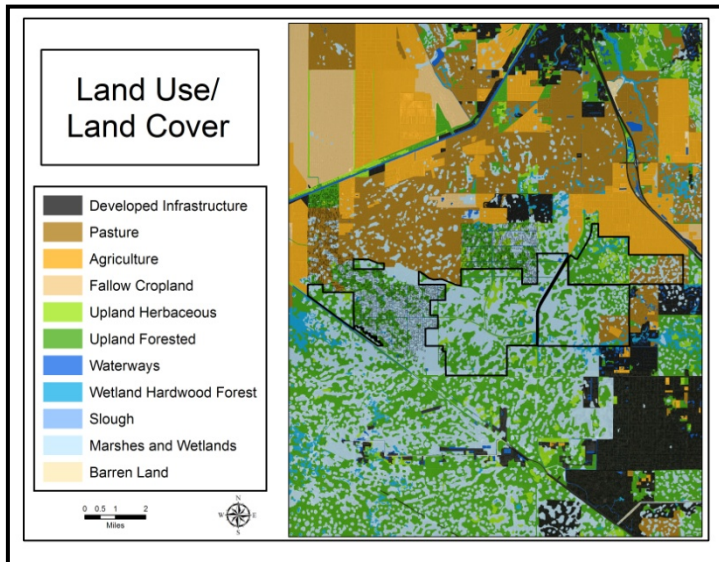 Land Use/
Land Cover
Developed Infrastructure
Pasture
Agriculture
Fallow Cropland
Upland Herbaceous
Upland Forested
Waterways
Wetland Hardwood Forest
Slough
Marshes and Wetlands
Barren Land
0 0.5 1 2
Miles
N
W E
S